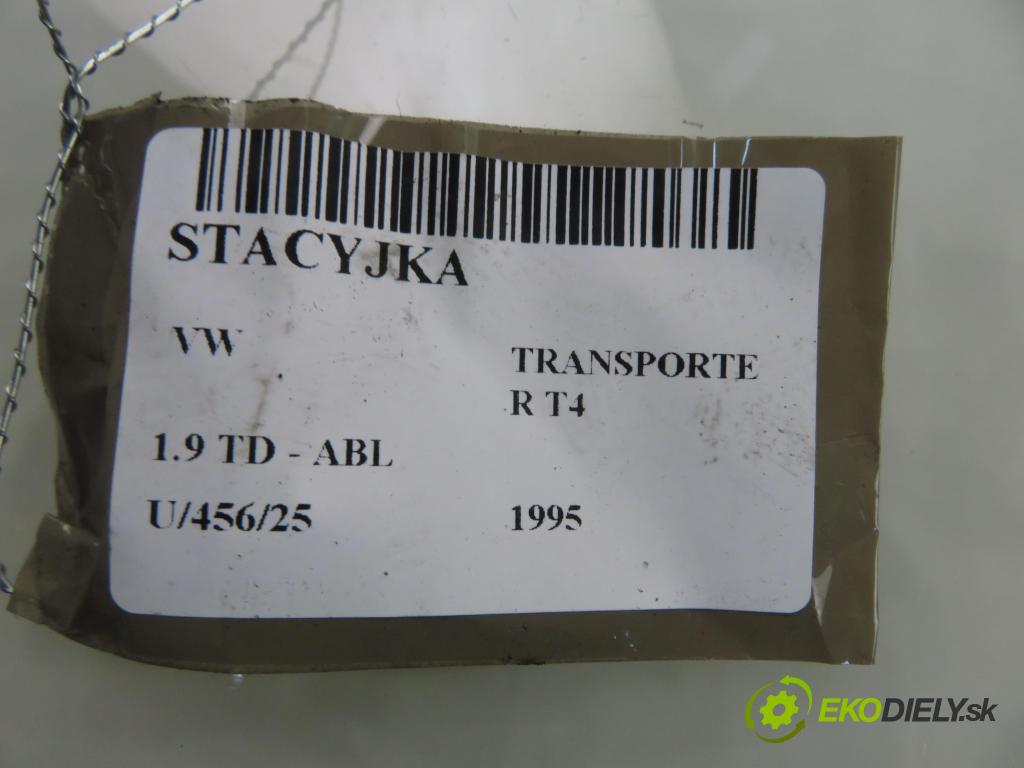 STACYJKA
VW
TRANSPORTE
R T4
1.9 TD - ABL
U/456/25
1995
EKODIELY.sk